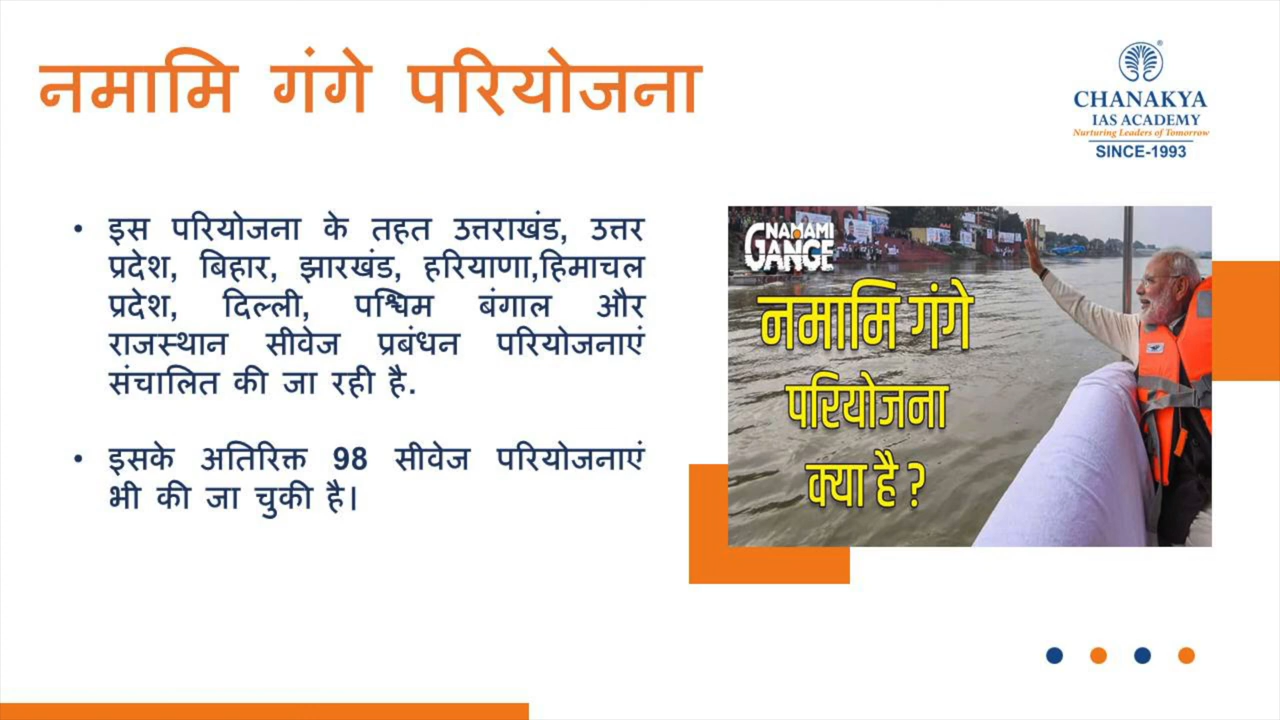 नमामि गंगे परियोजना
CHANAKYA
IAS ACADEMY
Nurturing Leaders of Tomorrow
SINCE-1993
• इस परियोजना के तहत उत्तराखंड, उत्तर
प्रदेश, बिहार, झारखंड, हरियाणा,हिमाचल
प्रदेश, दिल्ली, पश्चिम बंगाल और
राजस्थान सीवेज प्रबंधन परियोजनाएं
संचालित की जा रही है.
• इसके अतिरिक्त 98 सीवेज परियोजनाएं
भी की जा चुकी है।
NAMAMI
GANGE
नमामि गंगे
परियोजना
क्या है ?